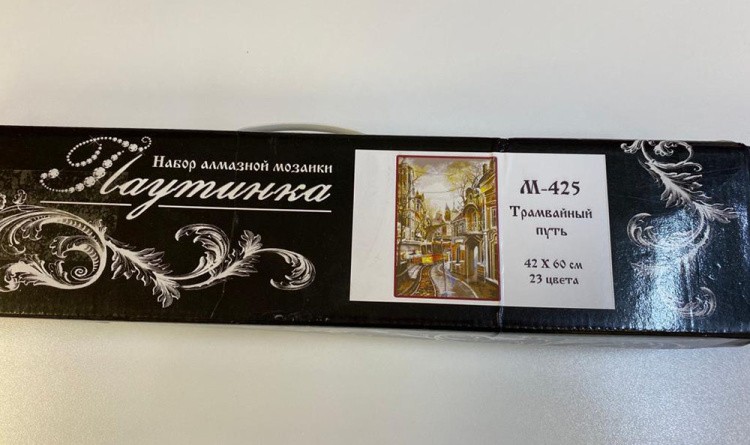 Набор алмазной мозаики
Паутинка
М-425
Трамвайный
путь
42 X 60 см
23 цвета